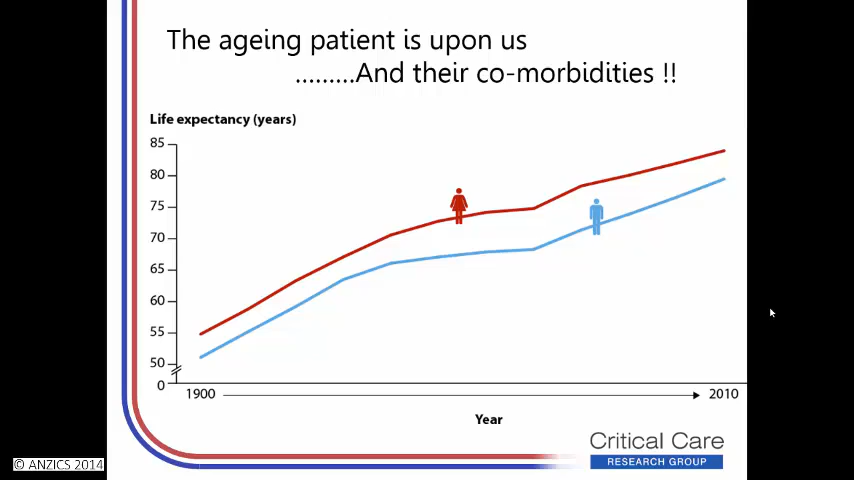 The ageing patient is upon us
.........And their co-morbidities !!
Life expectancy (years)
85
80
75
70
65
60
55
50
0
1900
2010
Year
Critical Care
RESEARCH GROUP
© ANZICS 2014